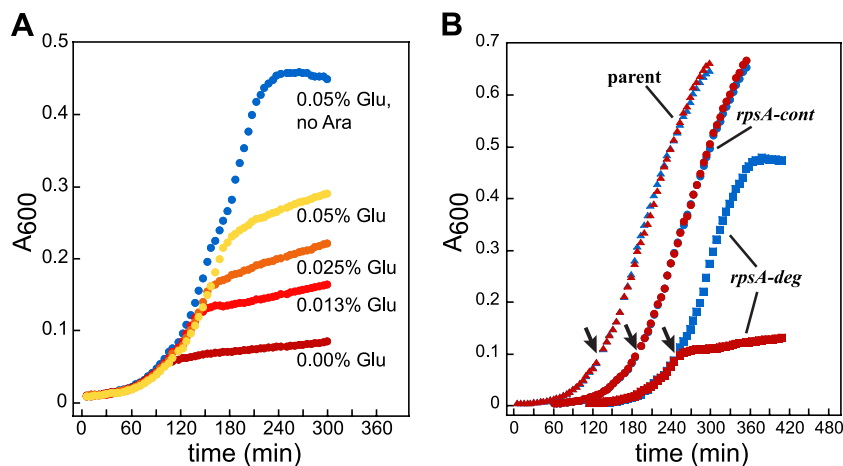 A
B
A600
0.5
0.4
0.3
0.2
0.1
0
0
60
120
180
240
300
360
time (min)
0.05% Glu,
no Ara
0.05% Glu
0.025% Glu
0.013% Glu
0.00% Glu
A600
0.7
0.6
0.5
0.4
0.3
0.2
0.1
0
0
60
120
180
240
300
360
420
480
time (min)
parent
rpsA-cont
rpsA-deg